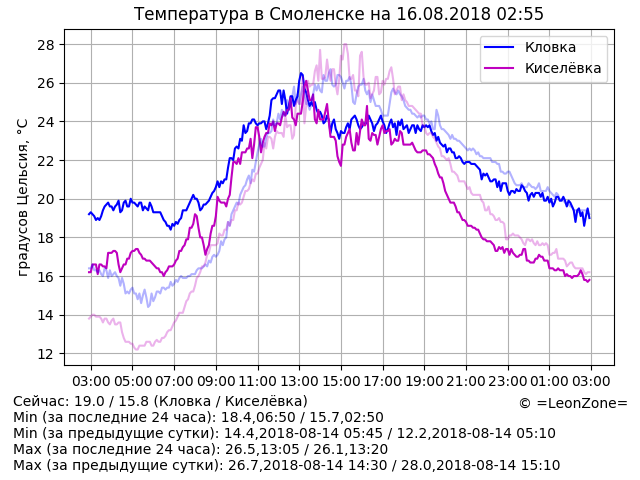 Температура в Смоленске на 16.08.2018 02:55
градусов Цельсия, °C
28
26
24
22
20
18
16
14
12
Кловка
Киселёвка
03:00 05:00 07:00 09:00 11:00 13:00 15:00 17:00 19:00 21:00 23:00 01:00 03:00
Сейчас: 19.0 / 15.8 (Кловка / Киселёвка)
© =LeonZone=
Min (за последние 24 часа): 18.4,06:50 / 15.7,02:50
Min (за предыдущие сутки): 14.4,2018-08-14 05:45 / 12.2,2018-08-14 05:10
Max (за последние 24 часа): 26.5,13:05 / 26.1,13:20
Max (за предыдущие сутки): 26.7,2018-08-14 14:30 / 28.0,2018-08-14 15:10